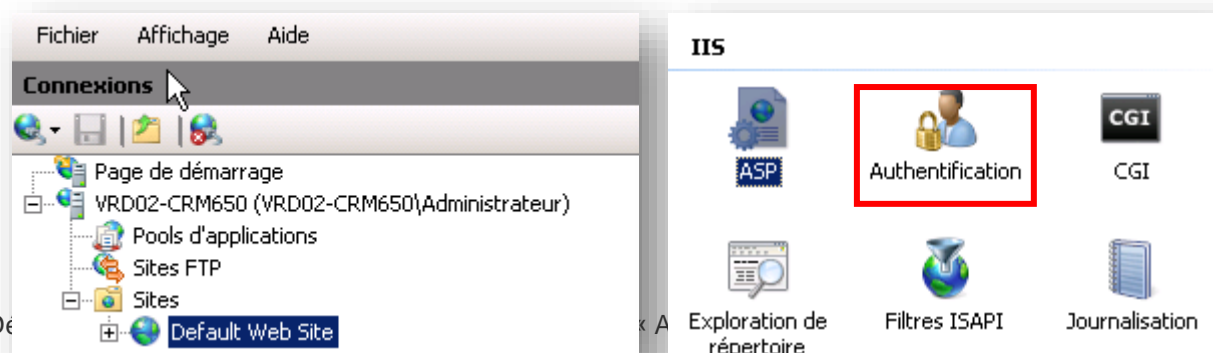 Fichier Affichage Aide
Connexions
Page de démarrage
VRD02-CRM650 (VRD02-CRM650\Administrateur)
Pools d'applications
Sites FTP
Sites
Default Web Site
IIS
ASP
Authentification
CGI
CGI
Exploration de
répertoire
Filtres ISAPI
Journalisation